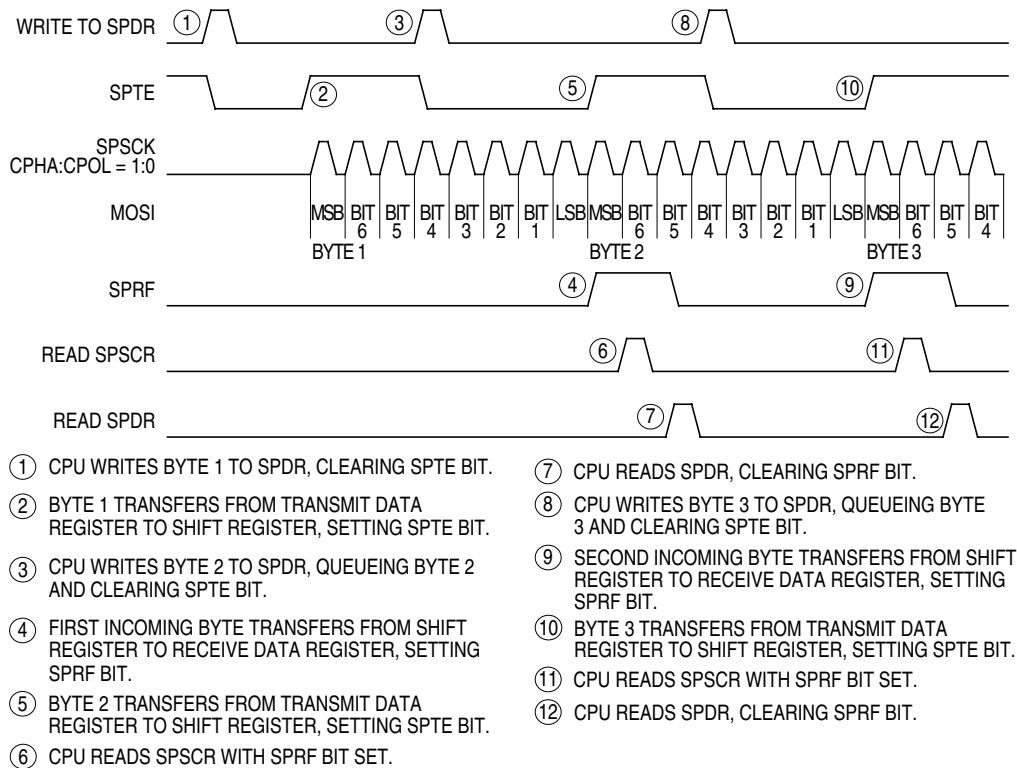 WRITE TO SPDR
1
3
8
SPTE
2
5
10
SPSCK
CPHA:CPOL = 1:0
MOSI
MSB BIT BIT BIT BIT BIT BIT LSB MSB BIT BIT BIT BIT BIT BIT LSB MSB BIT BIT BIT
6 5 4 3 2 1 6 5 4 3 2 1 6 5 4
BYTE 1
BYTE 2
BYTE 3
SPRF
4
9
READ SPSCR
6
11
READ SPDR
7
12
1 CPU WRITES BYTE 1 TO SPDR, CLEARING SPTE BIT.
2 BYTE 1 TRANSFERS FROM TRANSMIT DATA
REGISTER TO SHIFT REGISTER, SETTING SPTE BIT.
3 CPU WRITES BYTE 2 TO SPDR, QUEUEING BYTE 2
AND CLEARING SPTE BIT.
4 FIRST INCOMING BYTE TRANSFERS FROM SHIFT
REGISTER TO RECEIVE DATA REGISTER, SETTING
SPRF BIT.
5 BYTE 2 TRANSFERS FROM TRANSMIT DATA
REGISTER TO SHIFT REGISTER, SETTING SPTE BIT.
6 CPU READS SPSCR WITH SPRF BIT SET.
7 CPU READS SPDR, CLEARING SPRF BIT.
8 CPU WRITES BYTE 3 TO SPDR, QUEUEING BYTE
3 AND CLEARING SPTE BIT.
9 SECOND INCOMING BYTE TRANSFERS FROM SHIFT
REGISTER TO RECEIVE DATA REGISTER, SETTING
SPRF BIT.
10 BYTE 3 TRANSFERS FROM TRANSMIT DATA
REGISTER TO SHIFT REGISTER, SETTING SPTE BIT.
11 CPU READS SPSCR WITH SPRF BIT SET.
12 CPU READS SPDR, CLEARING SPRF BIT.